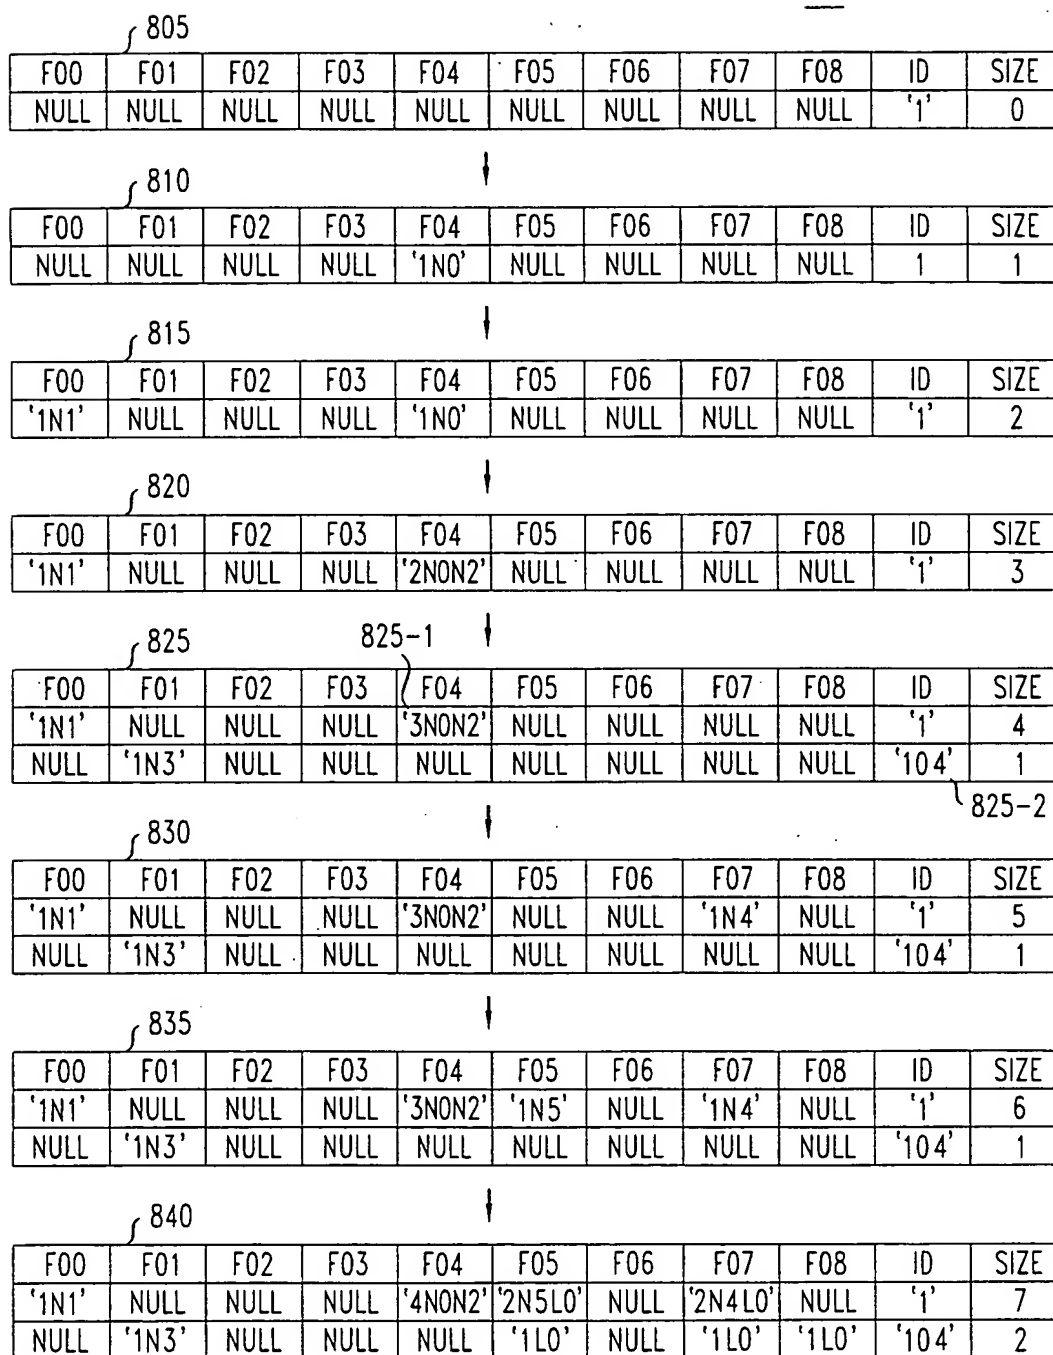 805
F00 F01 F02 F03 F04 F05 F06 F07 F08 ID SIZE
NULL NULL NULL NULL NULL NULL NULL NULL NULL '1' 0
810
F00 F01 F02 F03 F04 F05 F06 F07 F08 ID SIZE
NULL NULL NULL NULL '1N0' NULL NULL NULL NULL 1 1
815
F00 F01 F02 F03 F04 F05 F06 F07 F08 ID SIZE
'1N1' NULL NULL NULL '1N0' NULL NULL NULL NULL '1' 2
820
F00 F01 F02 F03 F04 F05 F06 F07 F08 ID SIZE
'1N1' NULL NULL NULL '2N0N2' NULL NULL NULL NULL '1' 3
825 825-1
F00 F01 F02 F03 F04 F05 F06 F07 F08 ID SIZE
'1N1' NULL NULL NULL '3N0N2' NULL NULL NULL NULL '1' 4
NULL '1N3' NULL NULL NULL NULL NULL NULL NULL '104' 1
825-2
830
F00 F01 F02 F03 F04 F05 F06 F07 F08 ID SIZE
'1N1' NULL NULL NULL '3N0N2' NULL NULL '1N4' NULL '1' 5
NULL '1N3' NULL NULL NULL NULL NULL NULL NULL '104' 1
835
F00 F01 F02 F03 F04 F05 F06 F07 F08 ID SIZE
'1N1' NULL NULL NULL '3N0N2' '1N5' NULL '1N4' NULL '1' 6
NULL '1N3' NULL NULL NULL NULL NULL NULL NULL '104' 1
840
F00 F01 F02 F03 F04 F05 F06 F07 F08 ID SIZE
'1N1' NULL NULL NULL '4N0N2' '2N5L0' NULL '2N4L0' NULL '1' 7
NULL '1N3' NULL NULL NULL '1L0' NULL '1L0' '1L0' '104' 2